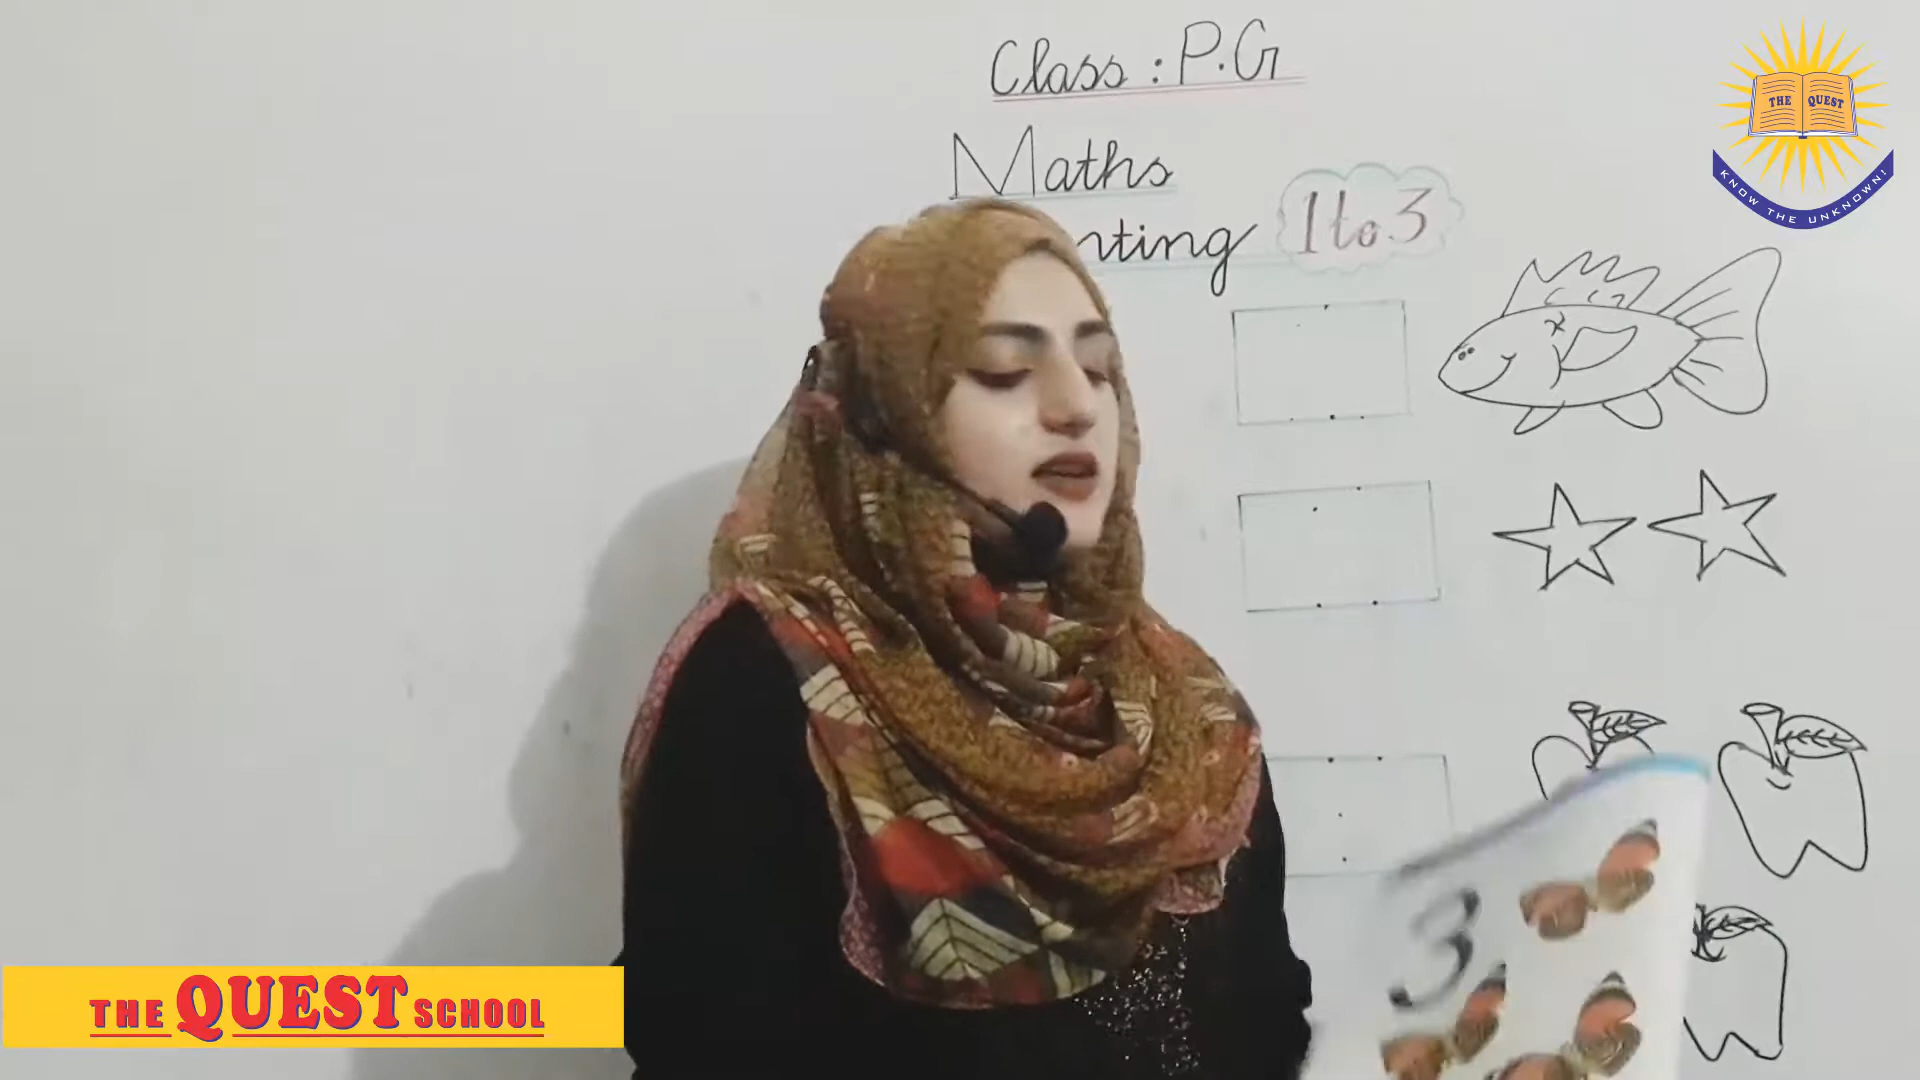 Class : P.G
Maths
nting 1 to 3
THE QUEST
KNOW THE UNKNOWN!
3
THE QUEST SCHOOL